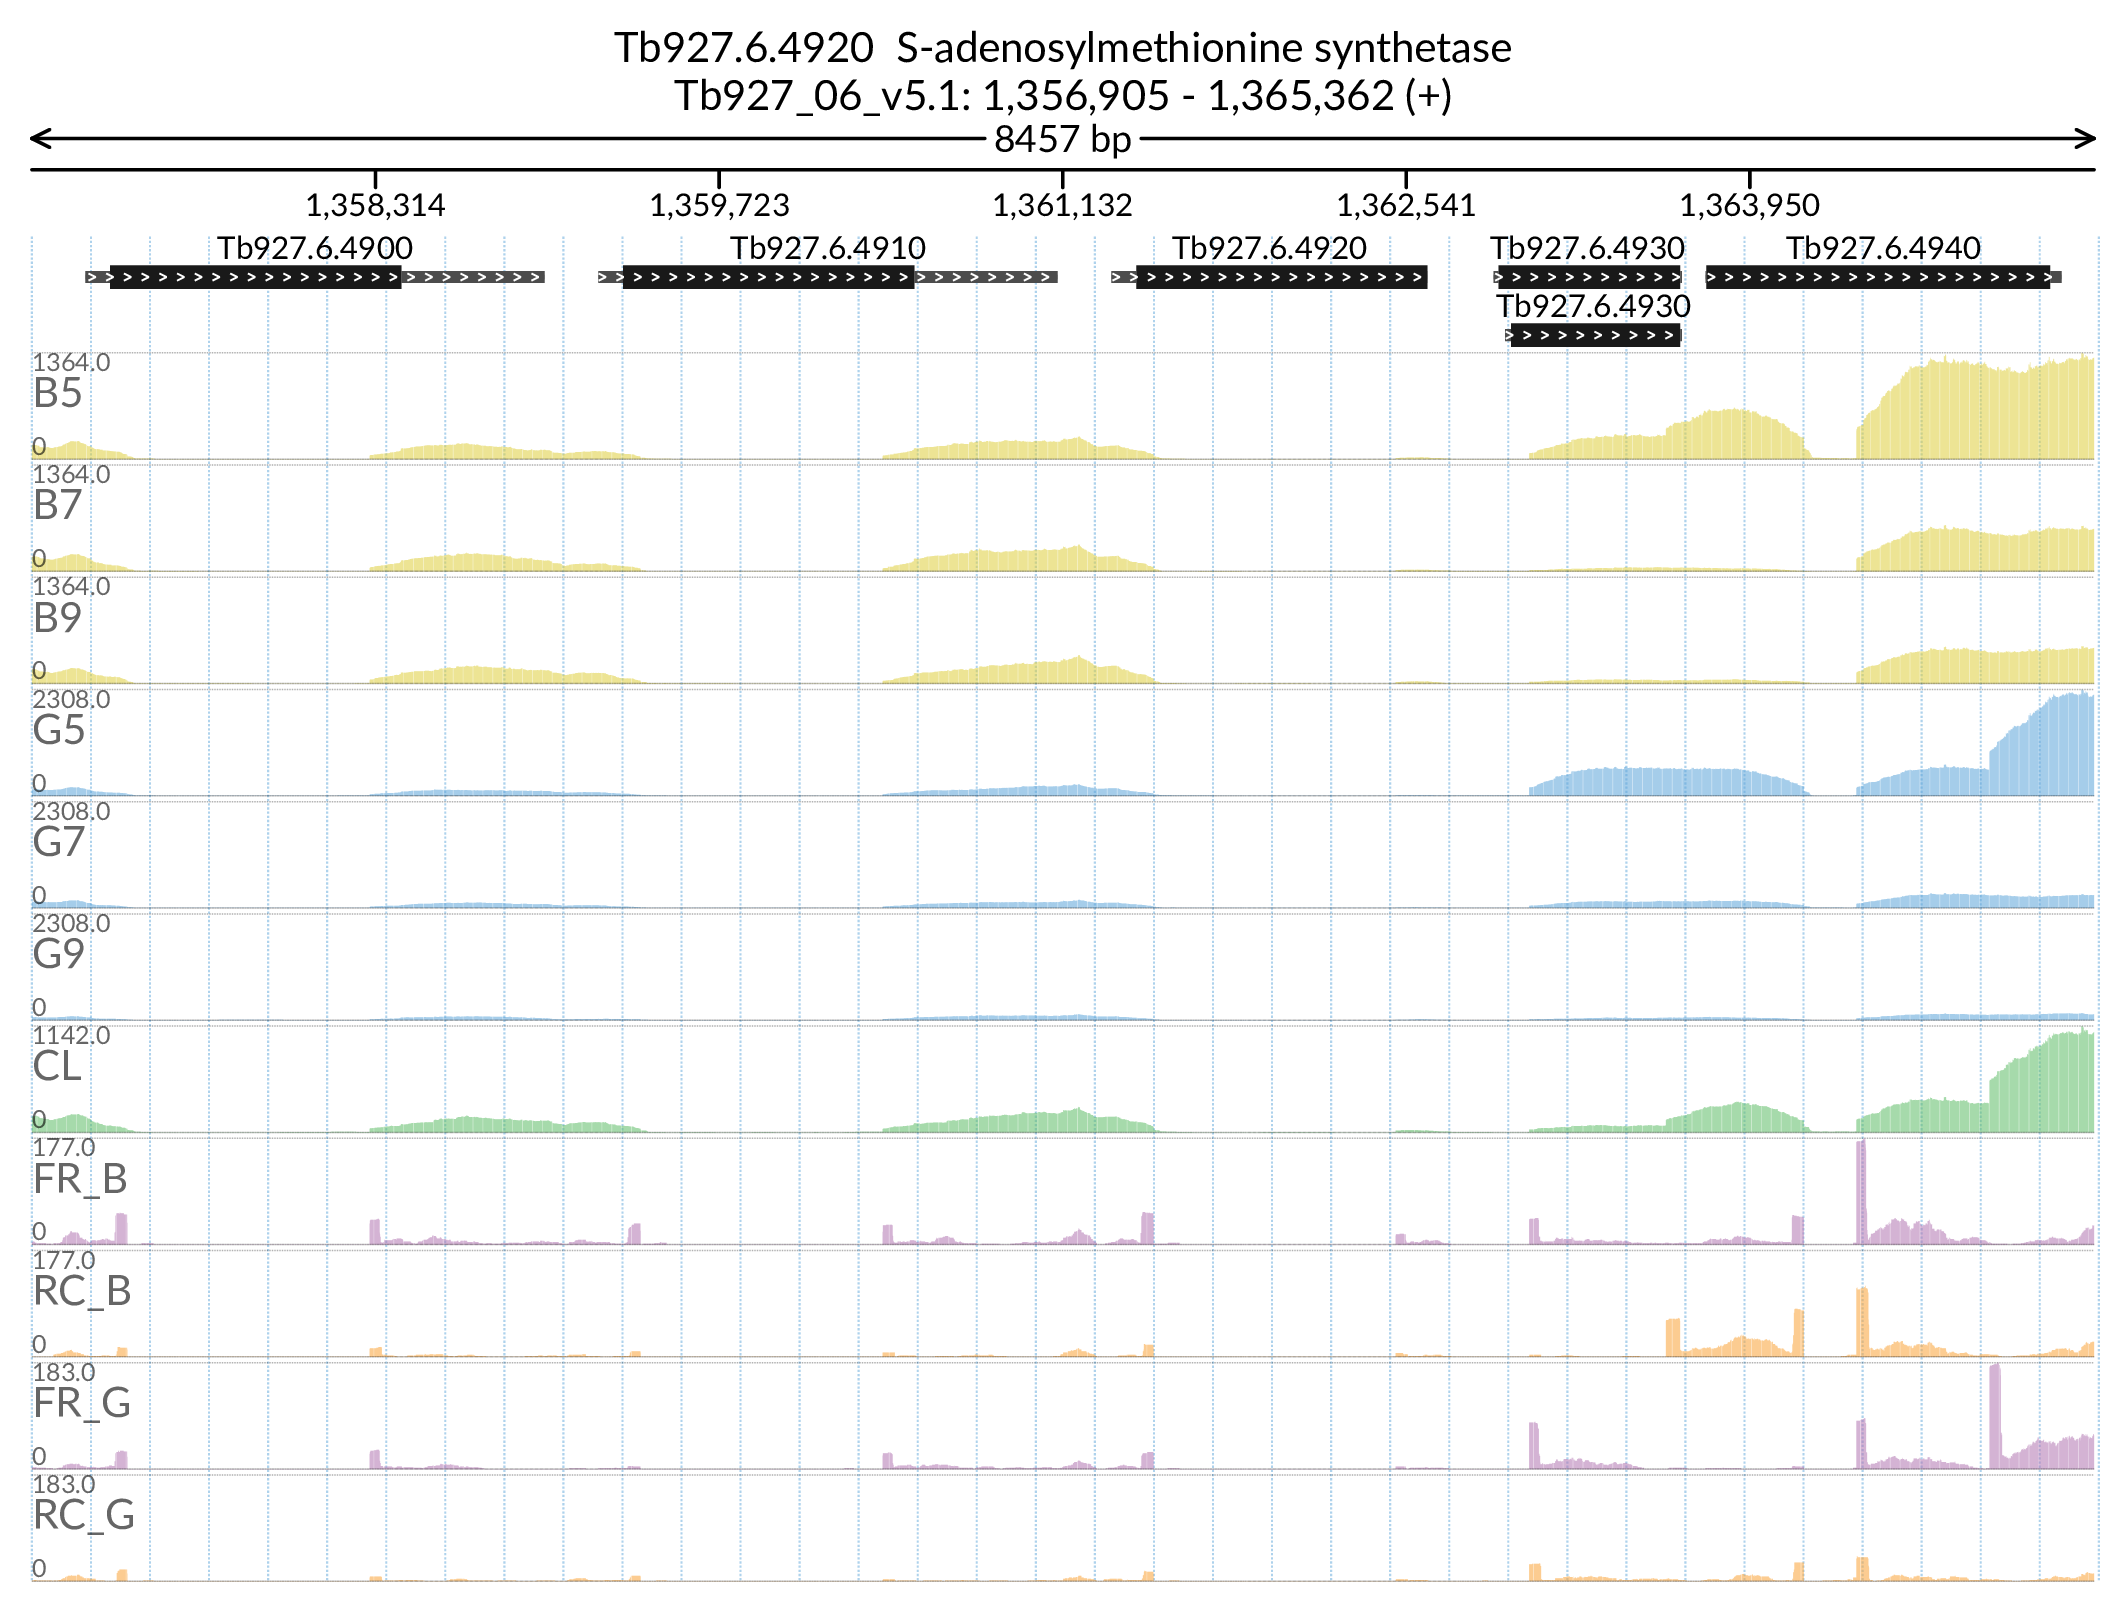 Tb927.6.4920  S-adenosylmethionine synthetase
Tb927_06_v5.1: 1,356,905 - 1,365,362 (+)
8457 bp
1,358,314 1,359,723 1,361,132 1,362,541 1,363,950
Tb927.6.4900 Tb927.6.4910 Tb927.6.4920 Tb927.6.4930 Tb927.6.4940
Tb927.6.4930
1364.0
B5
0
1364.0
B7
0
1364.0
B9
0
2308.0
G5
0
2308.0
G7
0
2308.0
G9
0
1142.0
CL
0
177.0
FR_B
0
177.0
RC_B
0
183.0
FR_G
0
183.0
RC_G
0